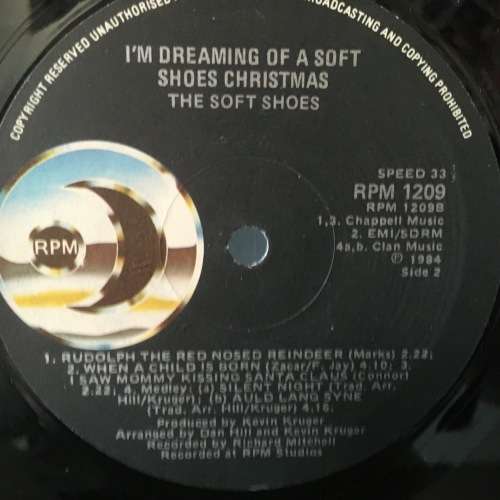 COPYRIGHT RESERVED UNAUTHORISED
BROADCASTING AND COPYING PROHIBITED
I'M DREAMING OF A SOFT
SHOES CHRISTMAS
THE SOFT SHOES
SPEED 33
RPM 1209
RPM 1209B
1,3. Chappell Music
2. EMI/SDRM
4a,b. Clan Music
℗ 1984
Side 2
RPM
1. RUDOLPH THE RED NOSED REINDEER (Marks) 2.22;
2. WHEN A CHILD IS BORN (Zacar/F. Jay) 4.10; 3.
I SAW MOMMY KISSING SANTA CLAUS (Connor)
2.22; Medley: (a) SILENT NIGHT (Trad. Arr.
Hill/Kruger) AULD LANG SYNE
(Trad. Arr. Hill/Kruger) 4.16.
Produced by Kevin Kruger
Arranged by Dan Hill and Kevin Kruger
Recorded by Richard Mitchell
Recorded at RPM Studios